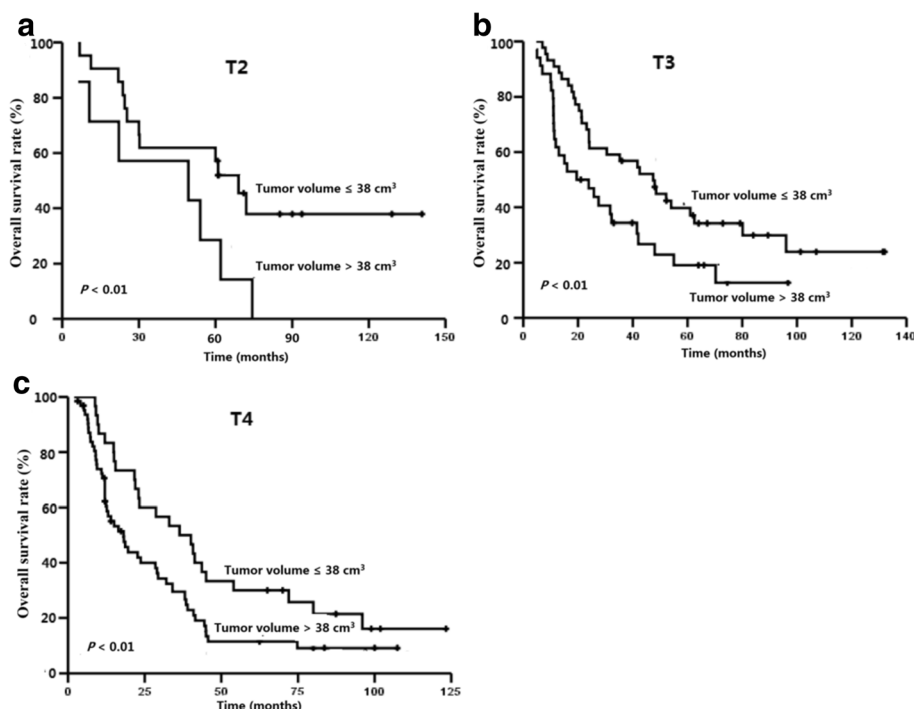 a
T2
Overall survival rate (%)
100
80
60
40
20
0
Tumor volume ≤ 38 cm³
Tumor volume > 38 cm³
P < 0.01
0 30 60 90 120 150
Time (months)
b
T3
Overall survival rate (%)
100
80
60
40
20
0
Tumor volume ≤ 38 cm³
Tumor volume > 38 cm³
P < 0.01
0 20 40 60 80 100 120 140
Time (months)
c
T4
Overall survival rate (%)
100
80
60
40
20
0
Tumor volume ≤ 38 cm³
Tumor volume > 38 cm³
P < 0.01
0 25 50 75 100 125
Time (months)